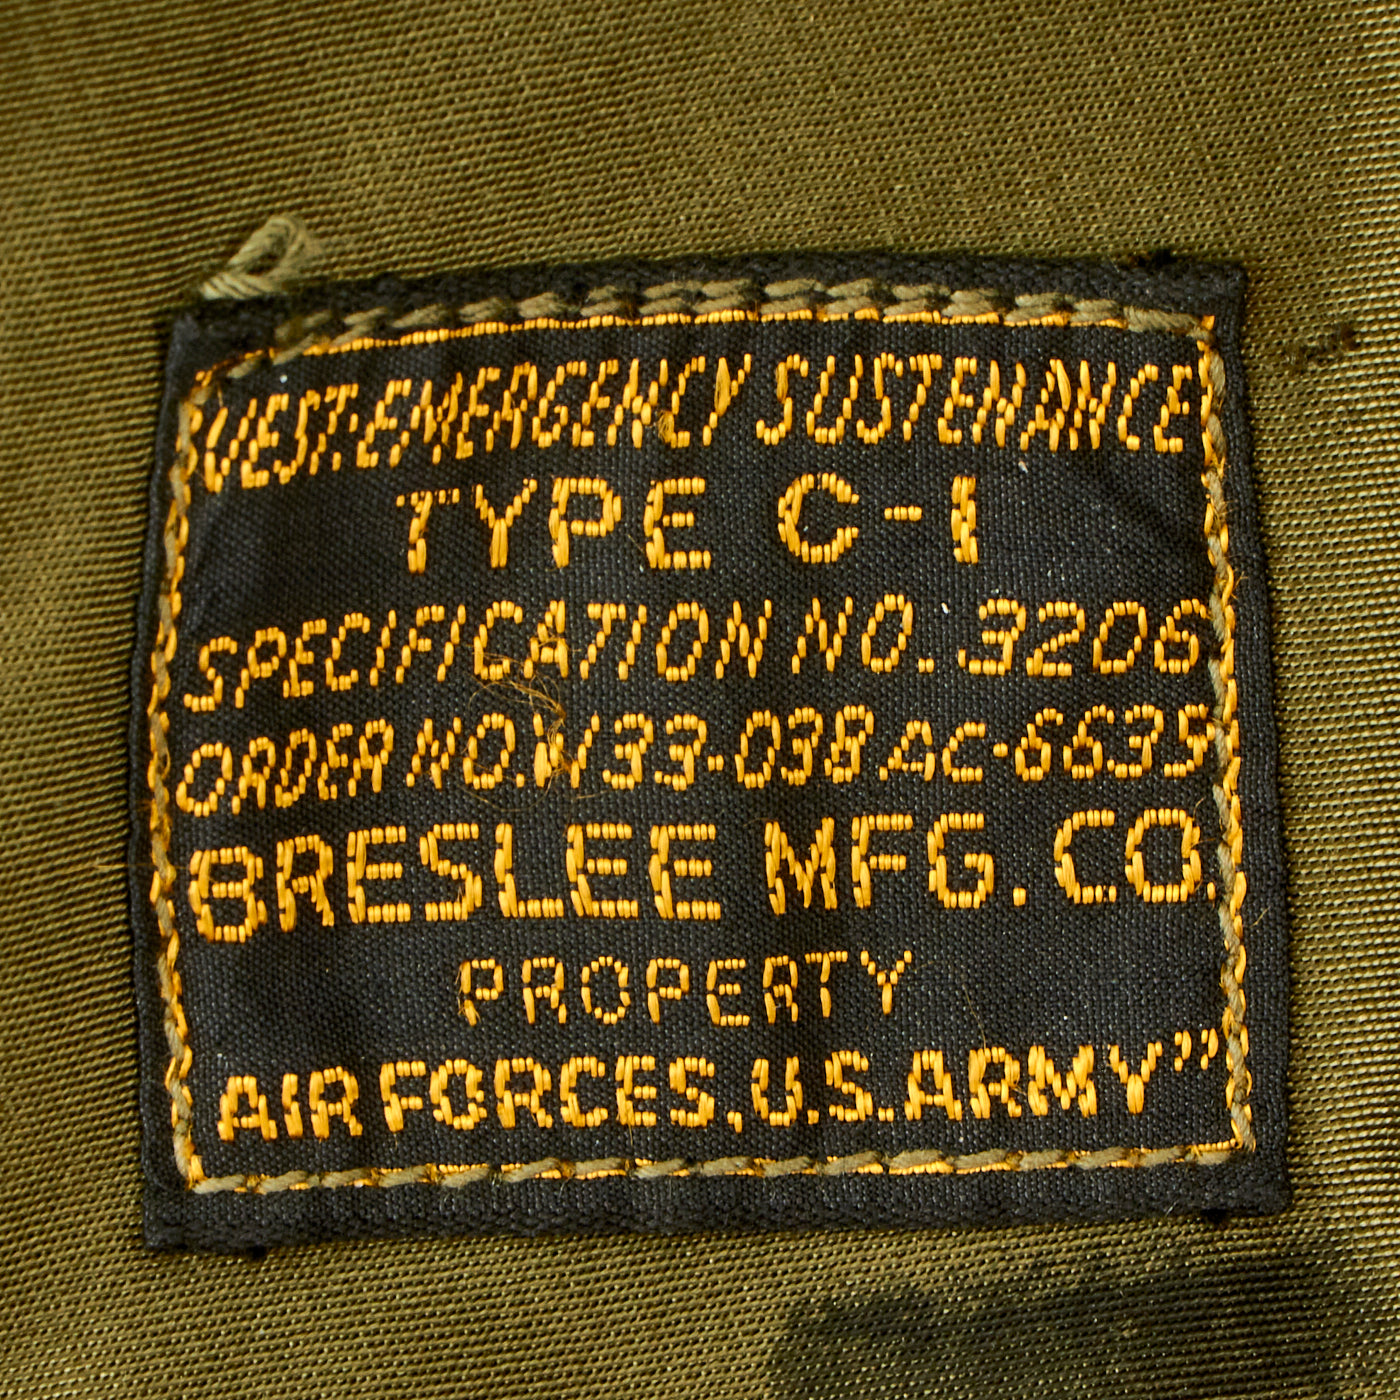 "VEST-EMERGENCY SUSTENANCE
TYPE C-1
SPECIFICATION NO. 3206
ORDER NO.W33-038 AC-6635
BRESLEE MFG. CO.
PROPERTY
AIR FORCES, U.S. ARMY"